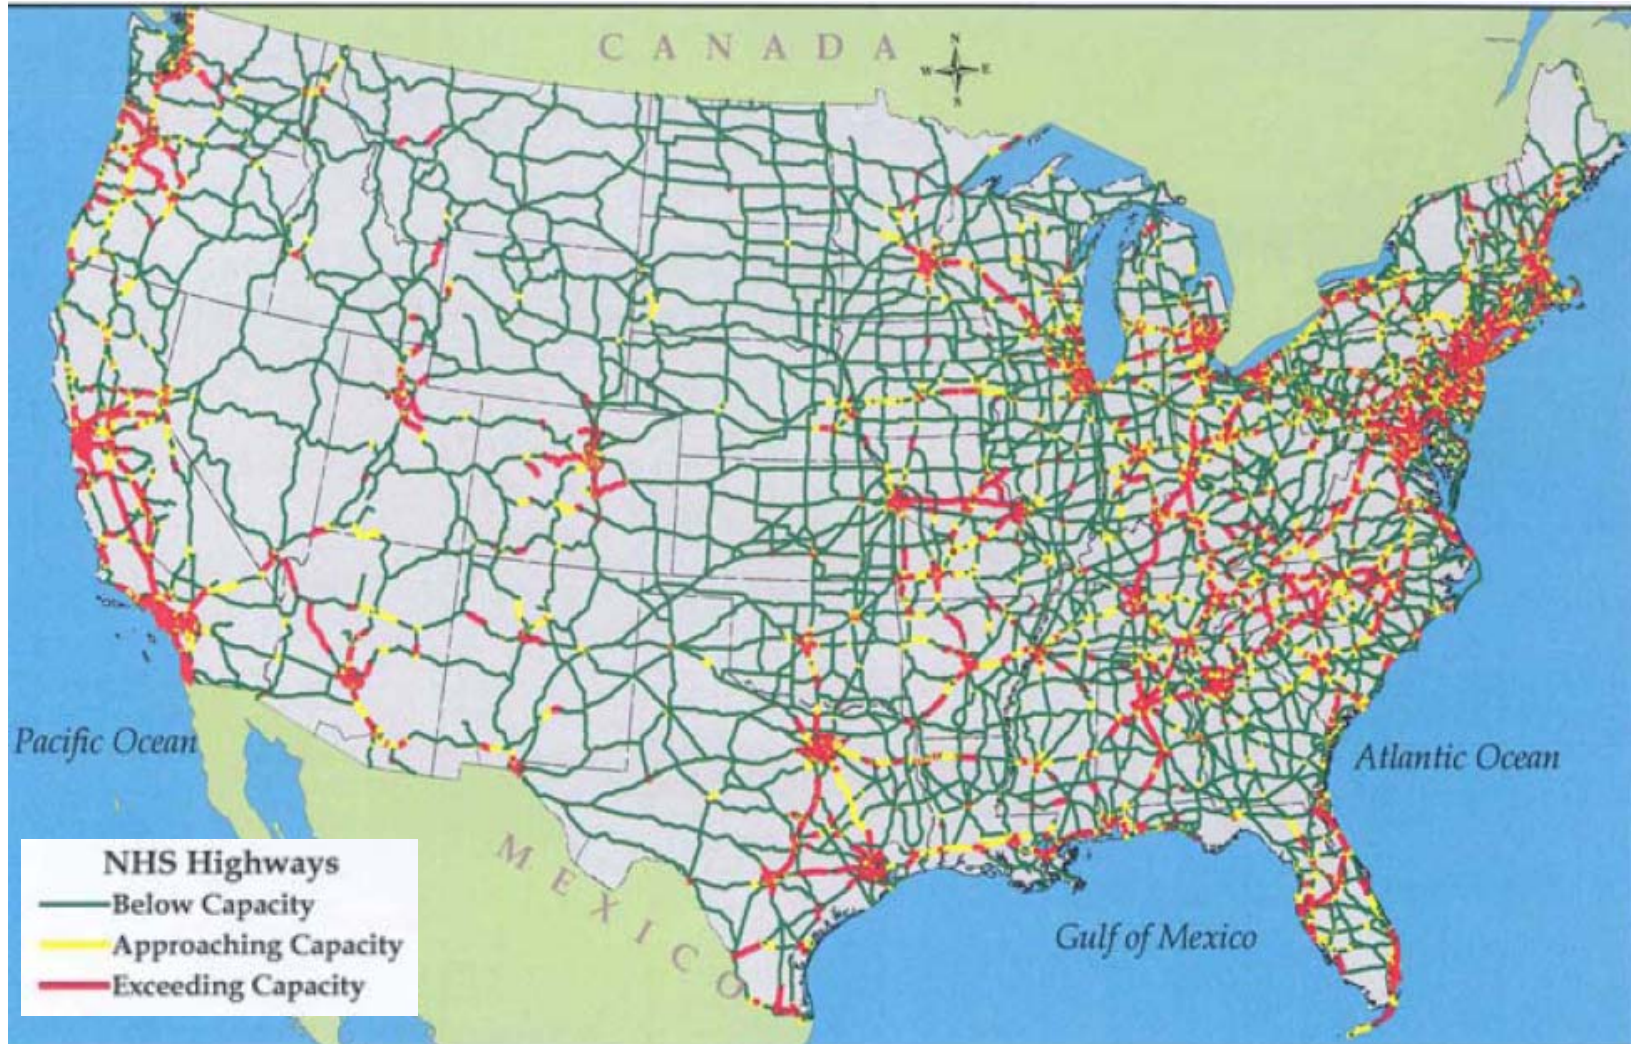 CANADA
N
W E
S
Pacific Ocean
Atlantic Ocean
MEXICO
Gulf of Mexico
NHS Highways
Below Capacity
Approaching Capacity
Exceeding Capacity